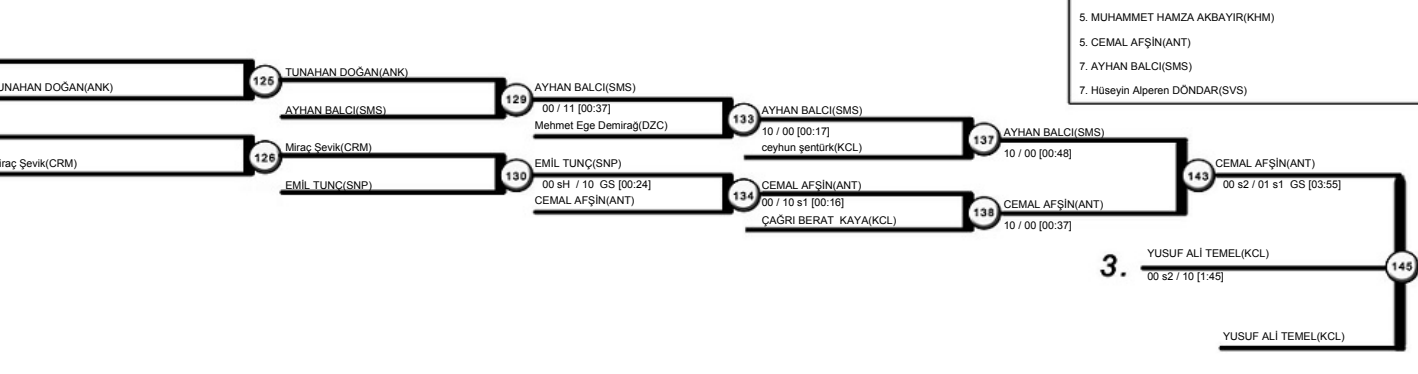 5. MUHAMMET HAMZA AKBAYIR(KHM)
5. CEMAL AFŞİN(ANT)
7. AYHAN BALCI(SMS)
7. Hüseyin Alperen DÖNDAR(SVS)
UNAHAN DOĞAN(ANK)
125
TUNAHAN DOĞAN(ANK)
AYHAN BALCI(SMS)
129
AYHAN BALCI(SMS)
00 / 11 [00:37]
Mehmet Ege Demirağ(DZC)
133
AYHAN BALCI(SMS)
10 / 00 [00:17]
ceyhun şentürk(KCL)
137
AYHAN BALCI(SMS)
10 / 00 [00:48]
iraç Şevik(CRM)
126
Miraç Şevik(CRM)
EMİL TUNÇ(SNP)
130
EMİL TUNÇ(SNP)
00 sH / 10 GS [00:24]
CEMAL AFŞİN(ANT)
134
CEMAL AFŞİN(ANT)
00 / 10 s1 [00:16]
ÇAĞRI BERAT KAYA(KCL)
138
CEMAL AFŞİN(ANT)
10 / 00 [00:37]
143
CEMAL AFŞİN(ANT)
00 s2 / 01 s1 GS [03:55]
3.
YUSUF ALİ TEMEL(KCL)
00 s2 / 10 [1:45]
145
YUSUF ALİ TEMEL(KCL)